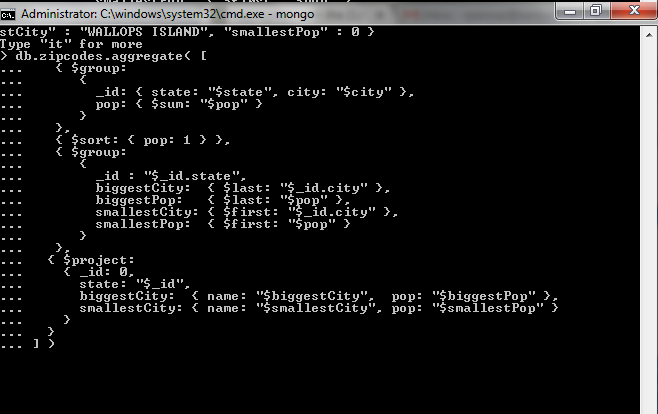 Administrator: C:\windows\system32\cmd.exe - mongo
stCity" : "WALLOPS ISLAND", "smallestPop" : 0 }
Type "it" for more
> db.zipcodes.aggregate( [
...    { $group:
...       {
...         _id: { state: "$state", city: "$city" },
...         pop: { $sum: "$pop" }
...       }
...    },
...    { $sort: { pop: 1 } },
...    { $group:
...       {
...         _id : "$_id.state",
...         biggestCity:  { $last: "$_id.city" },
...         biggestPop:   { $last: "$pop" },
...         smallestCity: { $first: "$_id.city" },
...         smallestPop:  { $first: "$pop" }
...       }
...    },
...   { $project:
...     { _id: 0,
...       state: "$_id",
...       biggestCity:  { name: "$biggestCity",  pop: "$biggestPop" },
...       smallestCity: { name: "$smallestCity", pop: "$smallestPop" }
...     }
...   }
... ] )
...